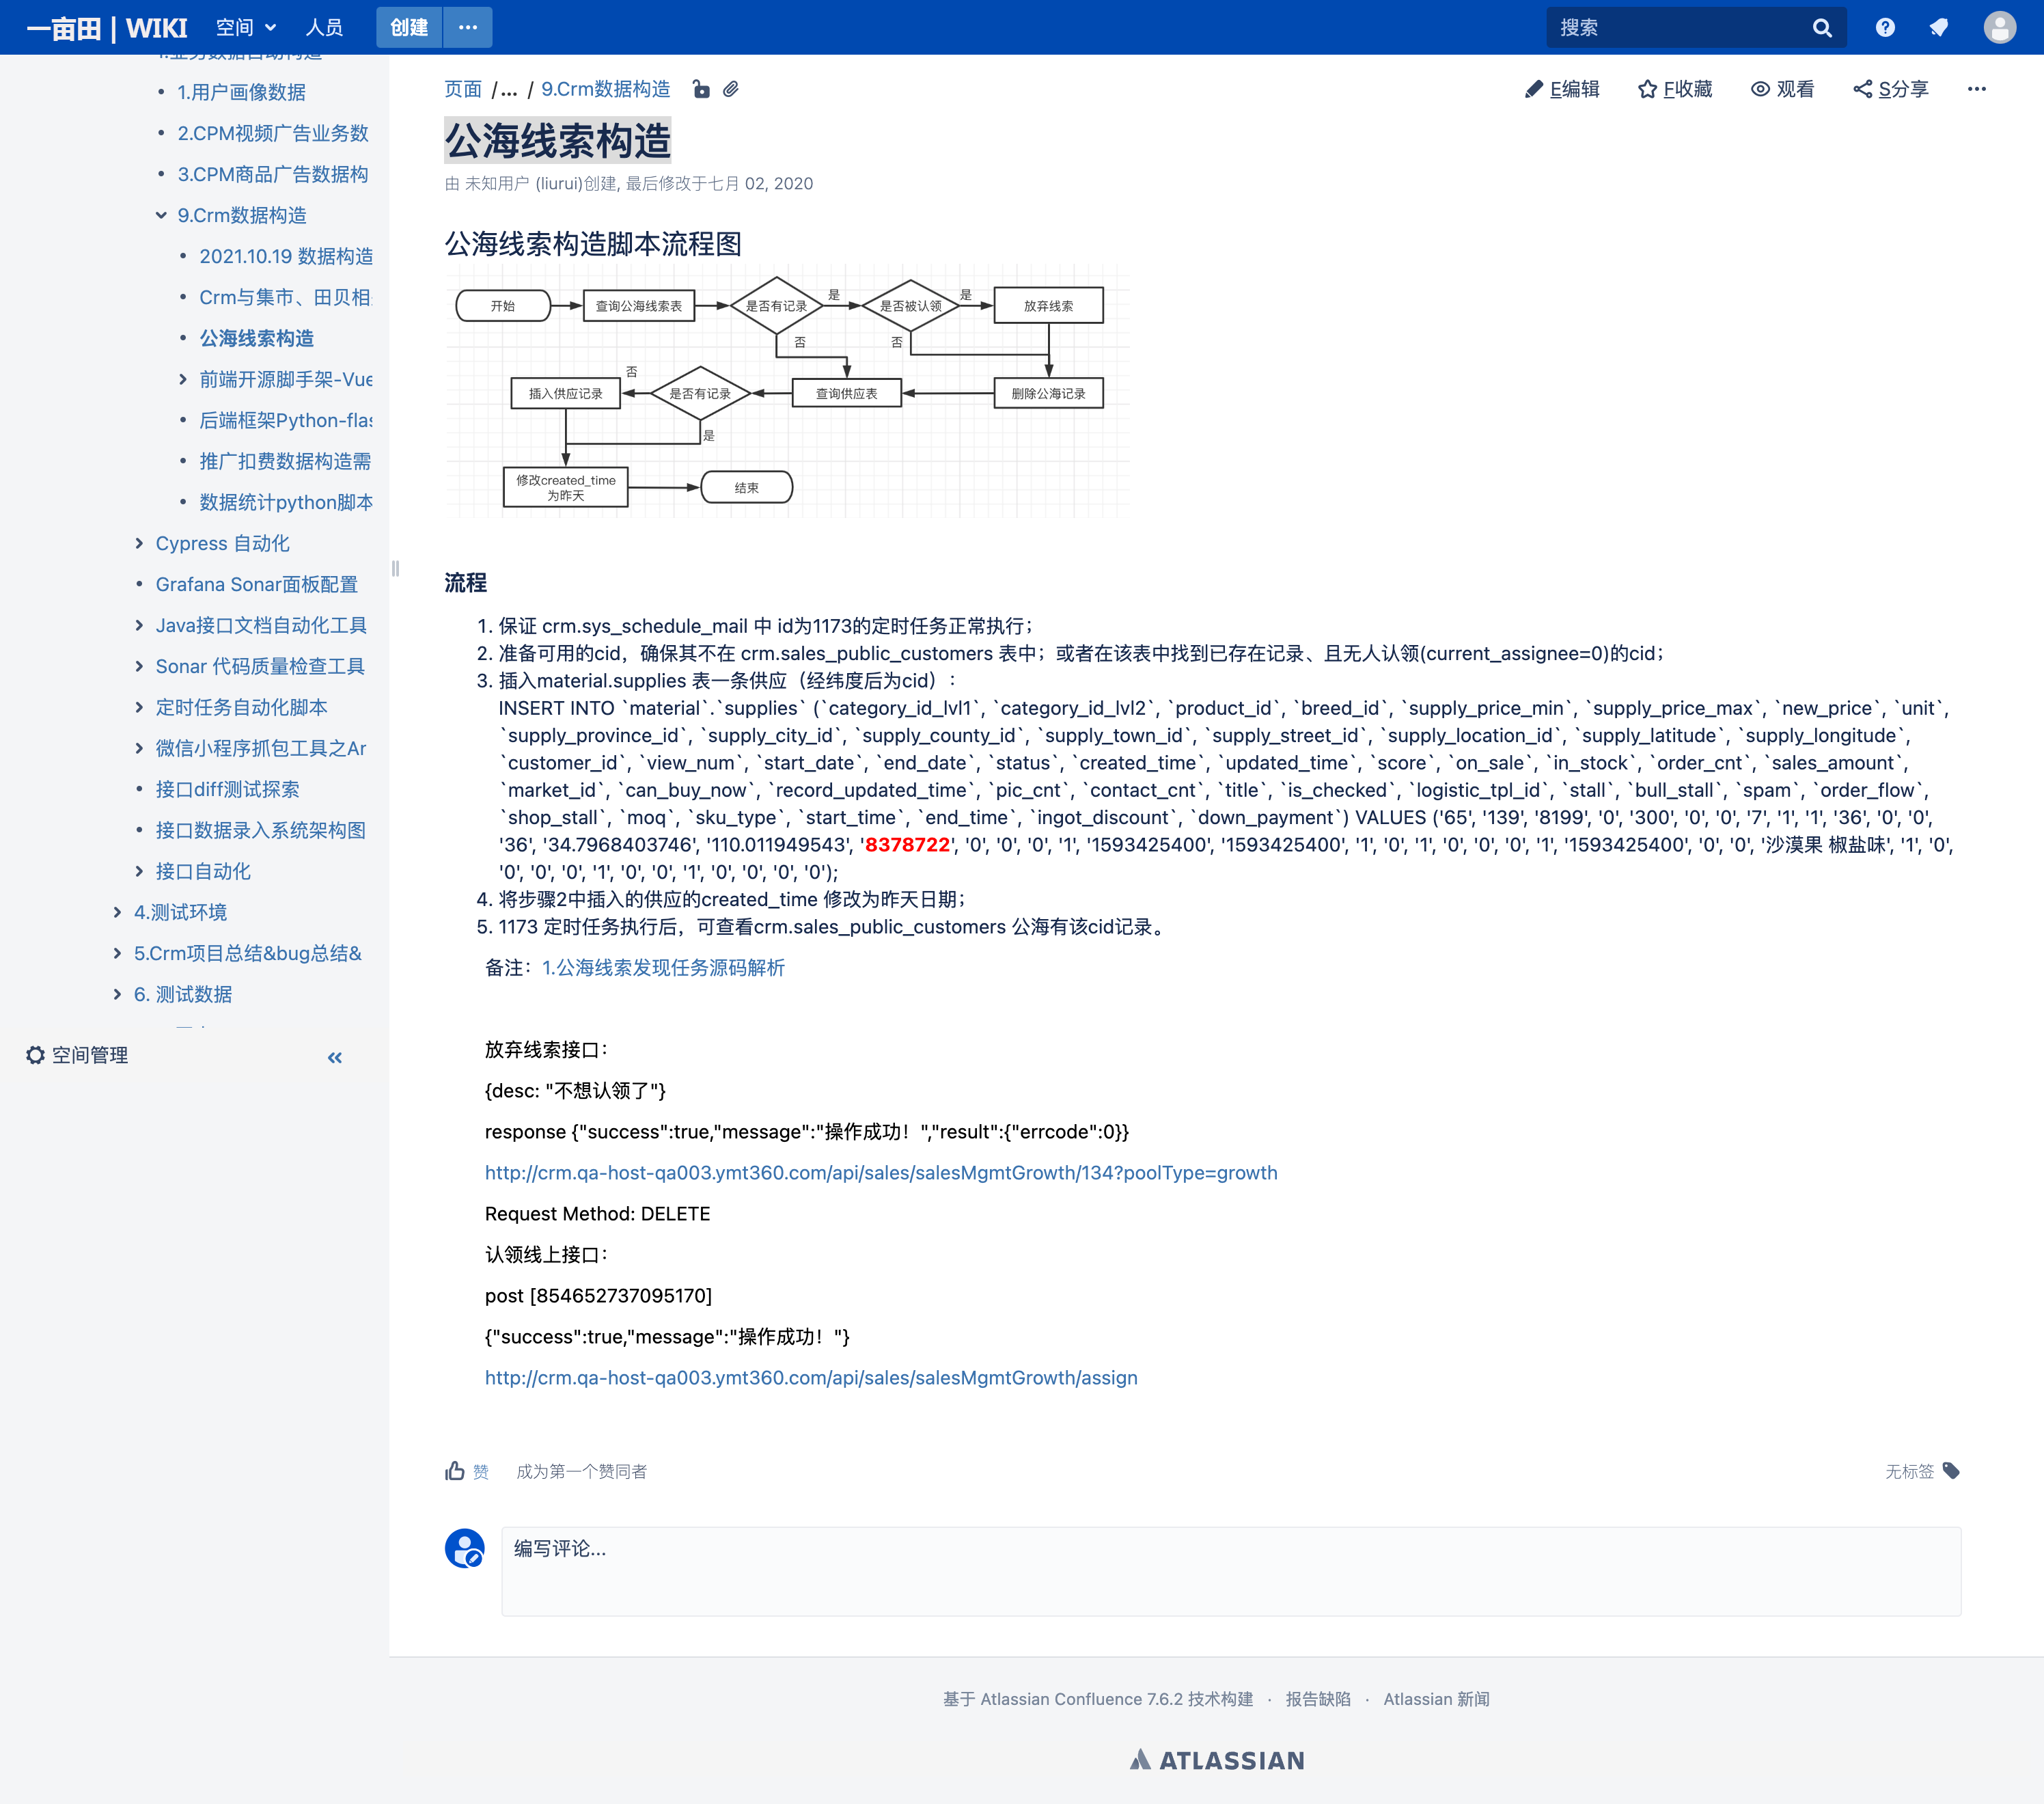 一亩田 | WIKI
空间
人员
创建
搜索
1.用户画像数据
2.CPM视频广告业务数
3.CPM商品广告数据构
9.Crm数据构造
2021.10.19 数据构造
Crm与集市、田贝相
公海线索构造
前端开源脚手架-Vue
后端框架Python-flas
推广扣费数据构造需
数据统计python脚本
Cypress 自动化
Grafana Sonar面板配置
Java接口文档自动化工具
Sonar 代码质量检查工具
定时任务自动化脚本
微信小程序抓包工具之Ar
接口diff测试探索
接口数据录入系统架构图
接口自动化
4.测试环境
5.Crm项目总结&bug总结&
6. 测试数据
空间管理
页面 /... / 9.Crm数据构造
E编辑
F收藏
观看
S分享
公海线索构造
由 未知用户 (liurui)创建, 最后修改于七月 02, 2020
公海线索构造脚本流程图
开始
查询公海线索表
是否有记录
是
是否被认领
是
放弃线索
否
否
否
插入供应记录
是否有记录
查询供应表
删除公海记录
是
修改created_time
为昨天
结束
流程
1. 保证 crm.sys_schedule_mail 中 id为1173的定时任务正常执行；
2. 准备可用的cid，确保其不在 crm.sales_public_customers 表中；或者在该表中找到已存在记录、且无人认领(current_assignee=0)的cid；
3. 插入material.supplies 表一条供应（经纬度后为cid）：
INSERT INTO `material`.`supplies` (`category_id_lvl1`, `category_id_lvl2`, `product_id`, `breed_id`, `supply_price_min`, `supply_price_max`, `new_price`, `unit`,
`supply_province_id`, `supply_city_id`, `supply_county_id`, `supply_town_id`, `supply_street_id`, `supply_location_id`, `supply_latitude`, `supply_longitude`,
`customer_id`, `view_num`, `start_date`, `end_date`, `status`, `created_time`, `updated_time`, `score`, `on_sale`, `in_stock`, `order_cnt`, `sales_amount`,
`market_id`, `can_buy_now`, `record_updated_time`, `pic_cnt`, `contact_cnt`, `title`, `is_checked`, `logistic_tpl_id`, `stall`, `bull_stall`, `spam`, `order_flow`,
`shop_stall`, `moq`, `sku_type`, `start_time`, `end_time`, `ingot_discount`, `down_payment`) VALUES ('65', '139', '8199', '0', '300', '0', '0', '7', '1', '1', '36', '0', '0',
'36', '34.7968403746', '110.011949543', '8378722', '0', '0', '0', '1', '1593425400', '1593425400', '1', '0', '1', '0', '0', '0', '1', '1593425400', '0', '0', '沙漠果 椒盐味', '1', '0',
'0', '0', '0', '1', '0', '0', '1', '0', '0', '0', '0');
4. 将步骤2中插入的供应的created_time 修改为昨天日期；
5. 1173 定时任务执行后，可查看crm.sales_public_customers 公海有该cid记录。
备注：1.公海线索发现任务源码解析
放弃线索接口：
{desc: "不想认领了"}
response {"success":true,"message":"操作成功！","result":{"errcode":0}}
http://crm.qa-host-qa003.ymt360.com/api/sales/salesMgmtGrowth/134?poolType=growth
Request Method: DELETE
认领线上接口：
post [854652737095170]
{"success":true,"message":"操作成功！"}
http://crm.qa-host-qa003.ymt360.com/api/sales/salesMgmtGrowth/assign
赞 成为第一个赞同者
无标签
编写评论...
基于 Atlassian Confluence 7.6.2 技术构建 · 报告缺陷 · Atlassian 新闻
ATLASSIAN